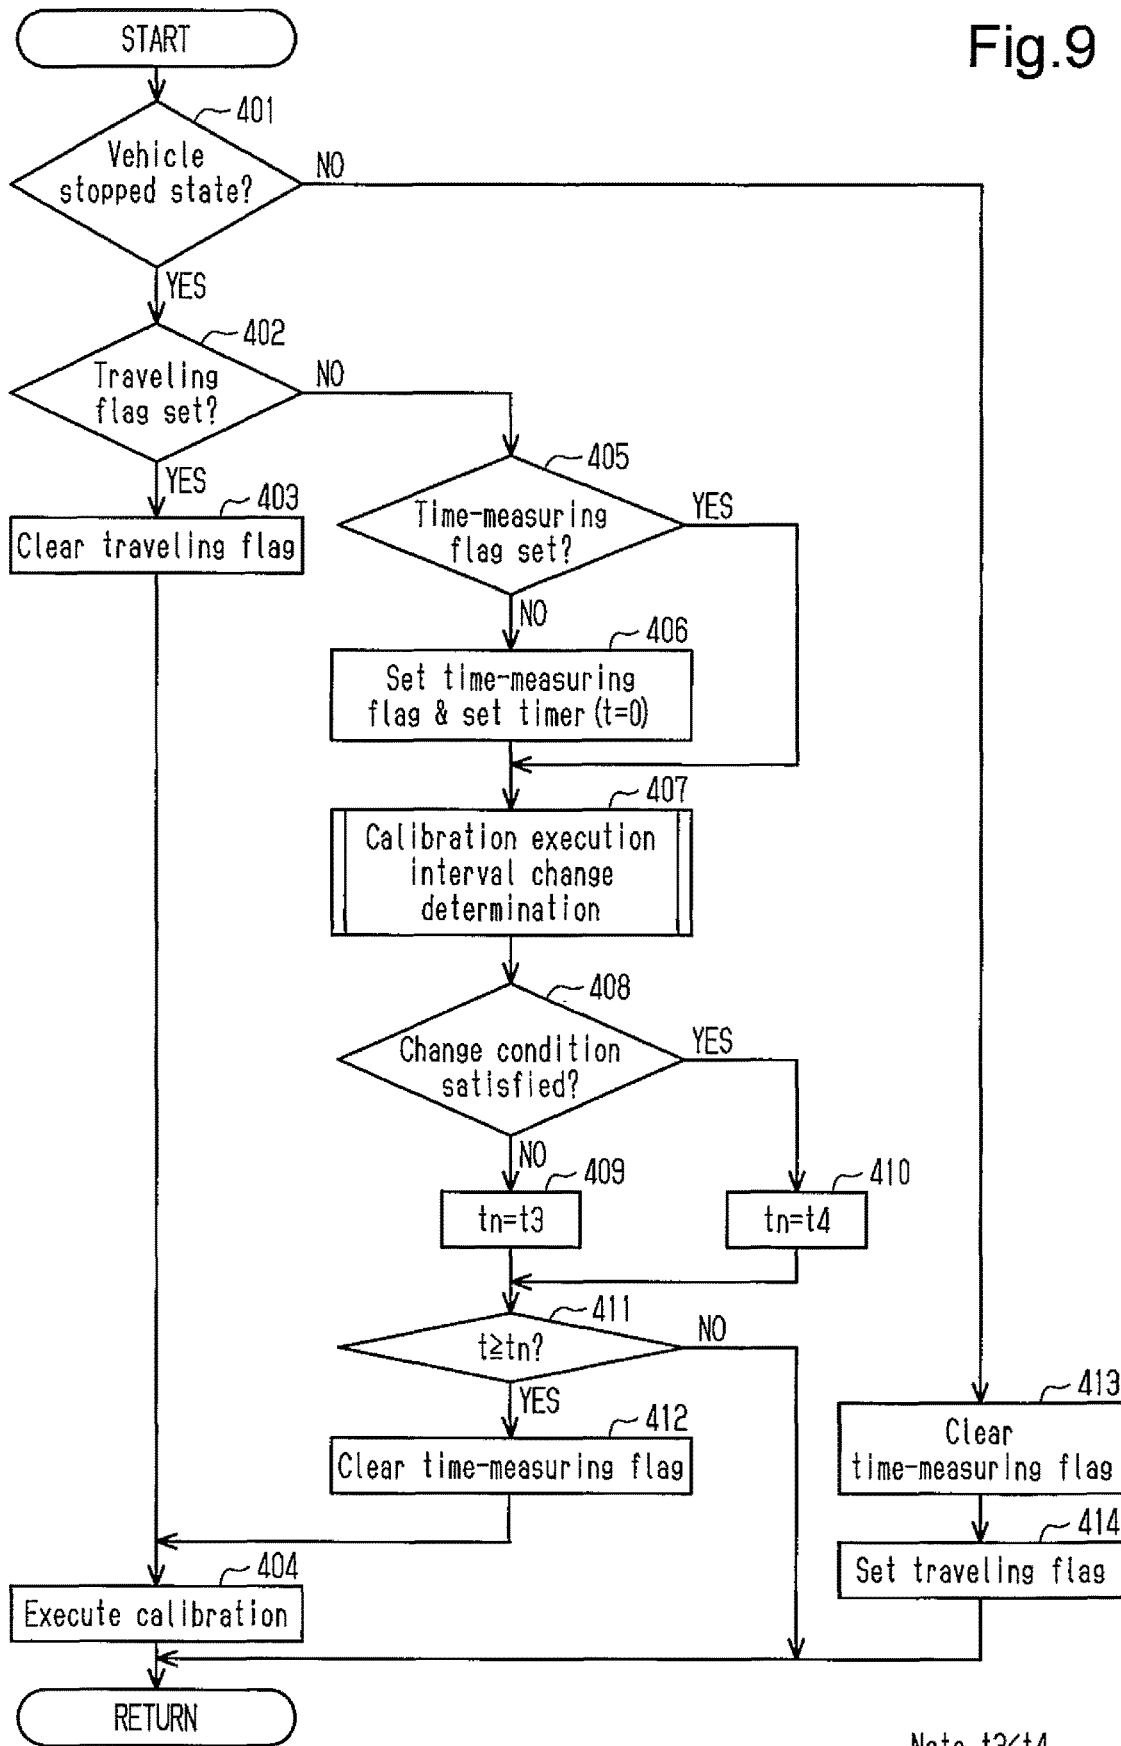 Fig.9
START
401
Vehicle
stopped state?
NO
YES
402
Traveling
flag set?
NO
YES
403
Clear traveling flag
405
Time-measuring
flag set?
YES
NO
406
Set time-measuring
flag & set timer (t=0)
407
Calibration execution
interval change
determination
408
Change condition
satisfied?
YES
NO
409
tn=t3
410
tn=t4
411
t≧tn?
NO
YES
412
Clear time-measuring flag
413
Clear
time-measuring flag
414
Set traveling flag
404
Execute calibration
RETURN
Note t3<t4